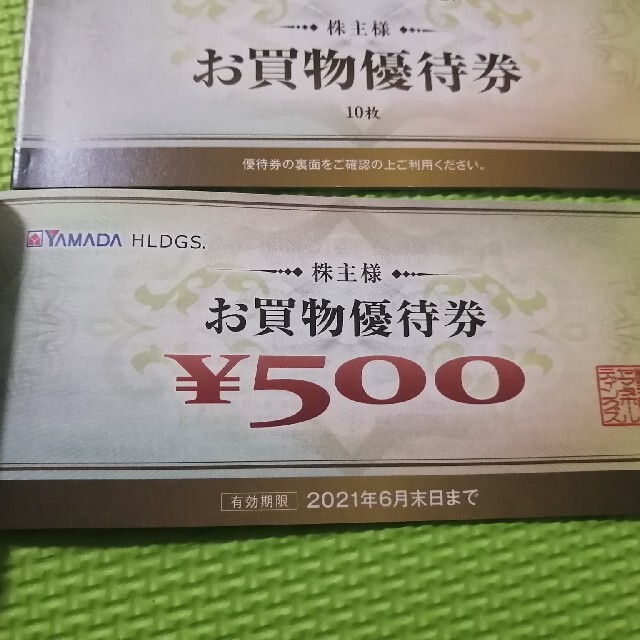 株主様
お買物優待券
10枚
優待券の裏面をご確認の上ご利用ください。
YAMADA HLDGS.
株主様
お買物優待券
¥500
有効期限 2021年6月末日まで